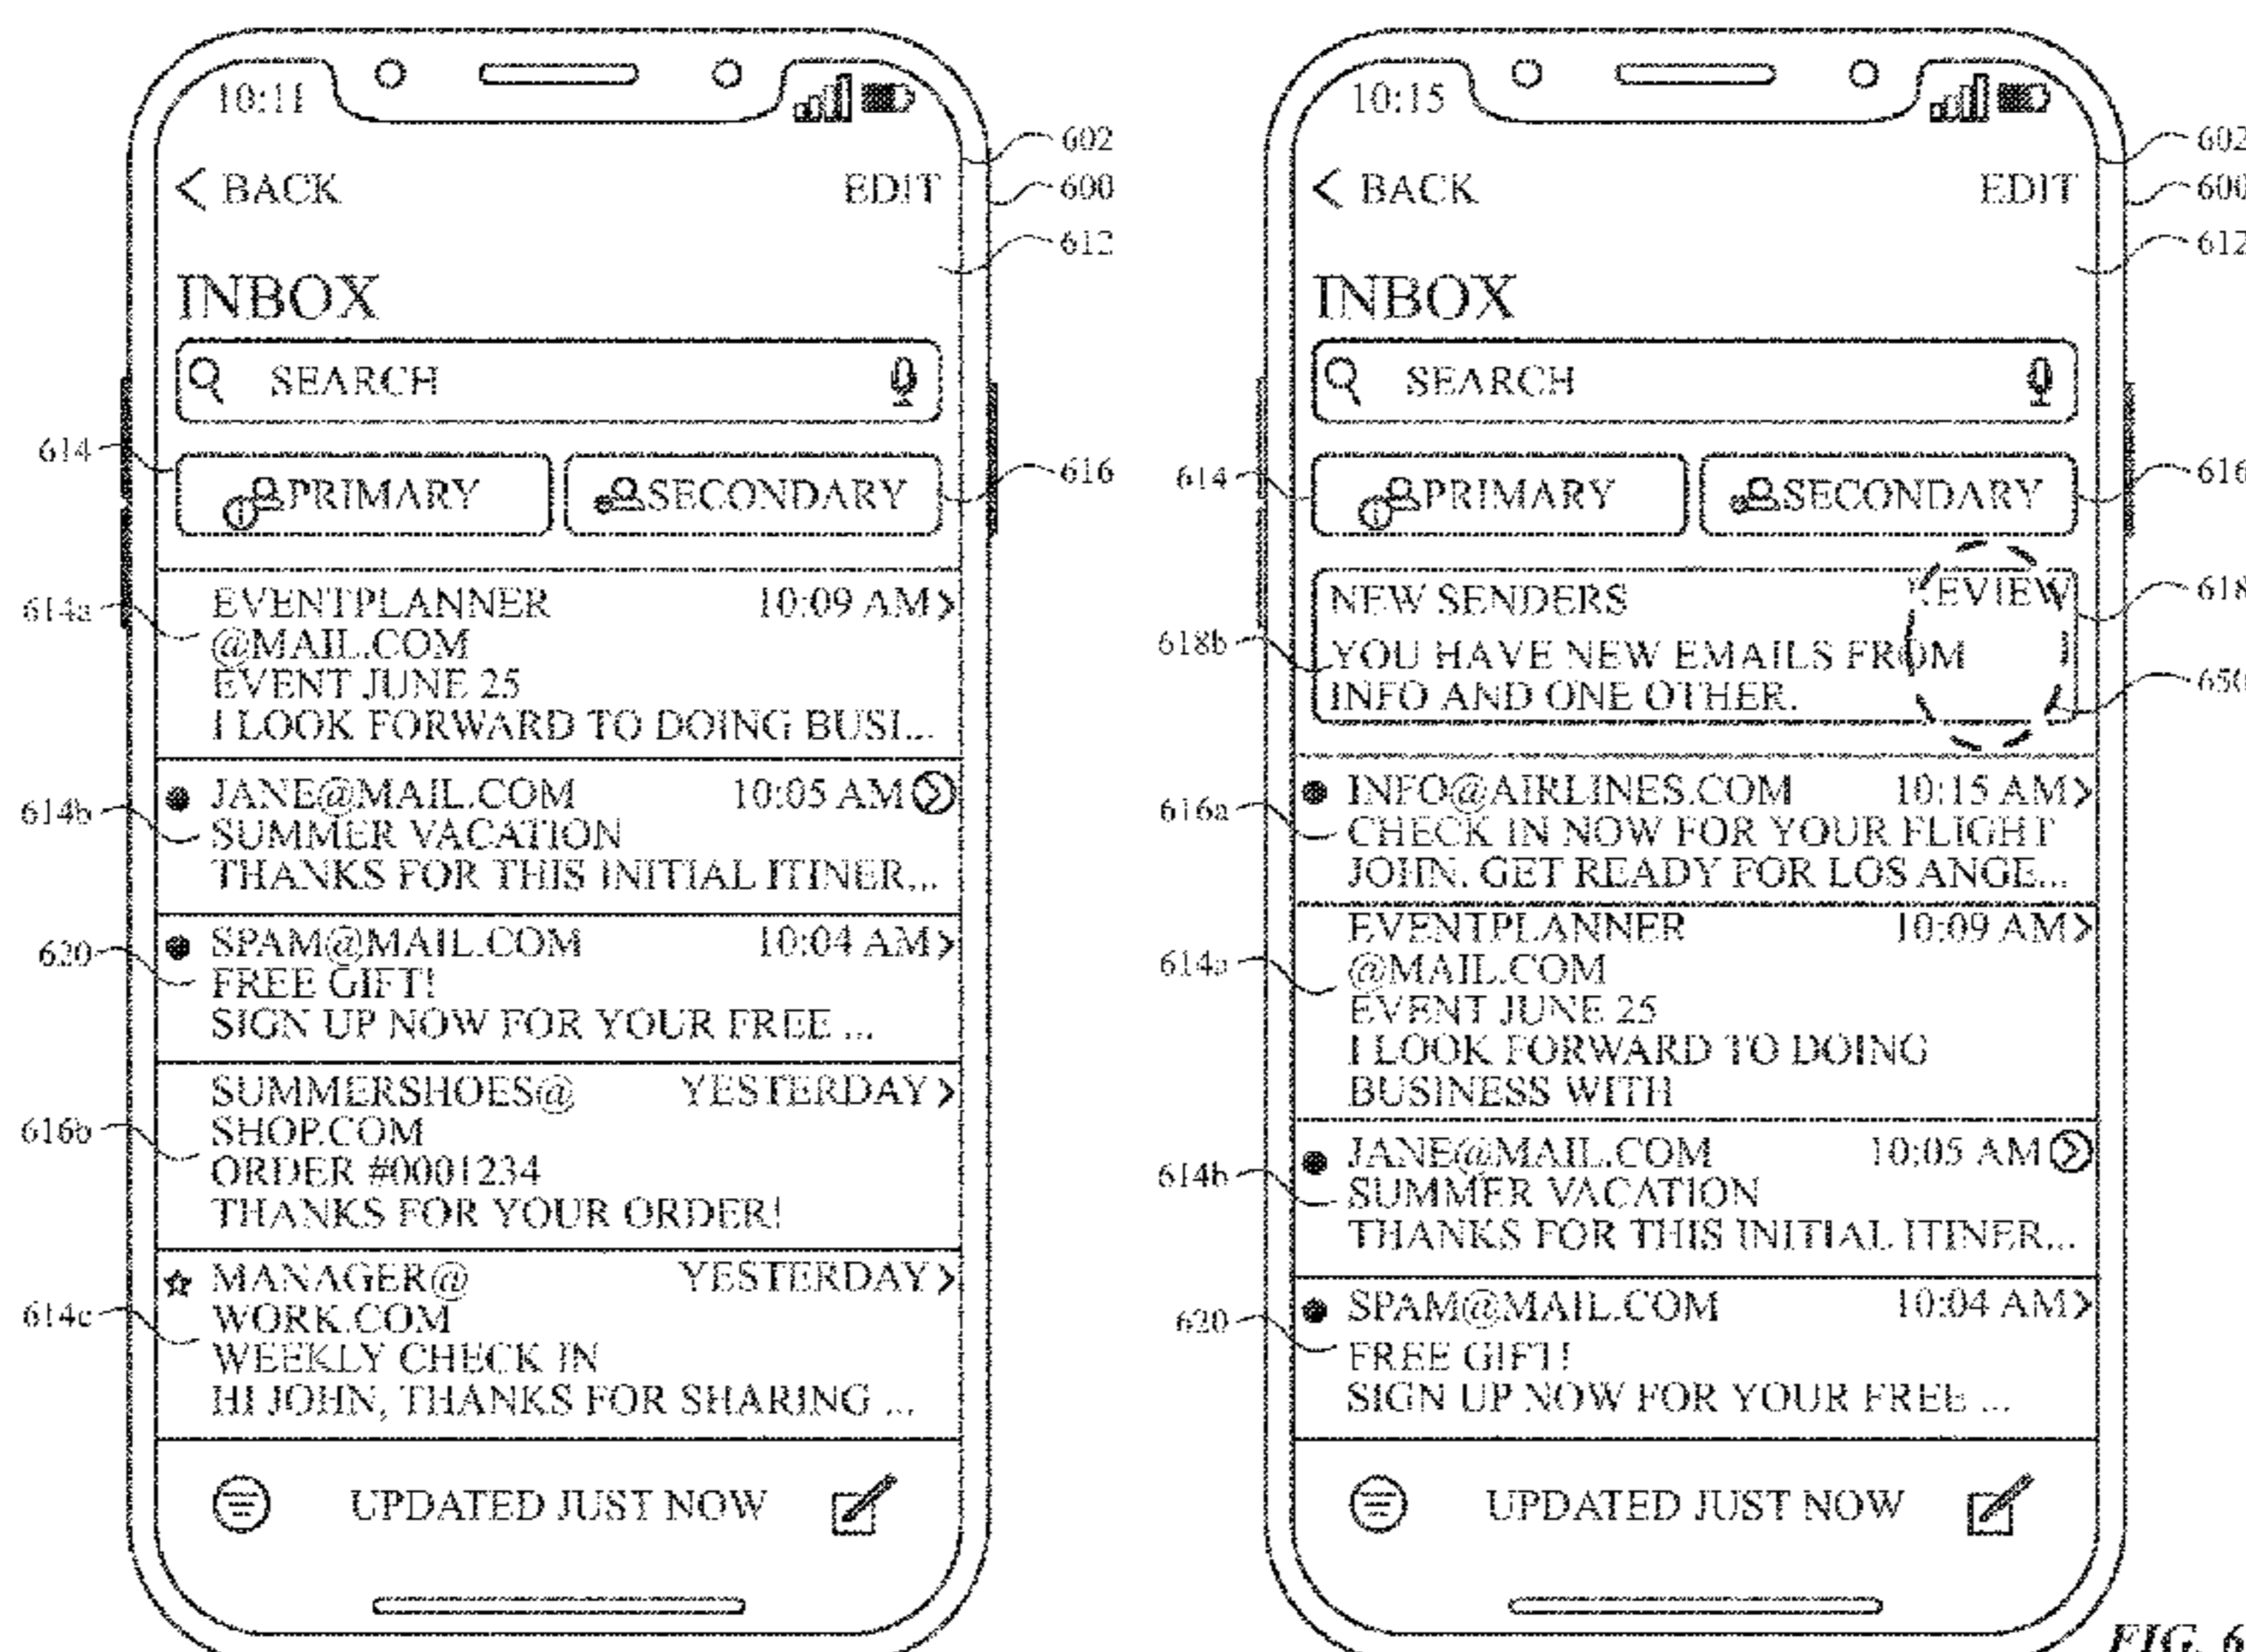 10:11
602
< BACK EDIT
600
612
INBOX
SEARCH
614
PRIMARY SECONDARY
616
614a
EVENTPLANNER 10:09 AM >
@MAIL.COM
EVENT JUNE 25
I LOOK FORWARD TO DOING BUSI...
614b
JANE@MAIL.COM 10:05 AM
SUMMER VACATION
THANKS FOR THIS INITIAL ITINER...
620
SPAM@MAIL.COM 10:04 AM >
FREE GIFT!
SIGN UP NOW FOR YOUR FREE ...
616b
SUMMERSHOES@ YESTERDAY >
SHOP.COM
ORDER #0001234
THANKS FOR YOUR ORDER!
614c
MANAGER@ YESTERDAY >
WORK.COM
WEEKLY CHECK IN
HI JOHN, THANKS FOR SHARING ...
UPDATED JUST NOW
10:15
602
< BACK EDIT
600
612
INBOX
SEARCH
614
PRIMARY SECONDARY
616
618
NEW SENDERS REVIEW
618b
YOU HAVE NEW EMAILS FROM
INFO AND ONE OTHER.
650
616a
INFO@AIRLINES.COM 10:15 AM >
CHECK IN NOW FOR YOUR FLIGHT
JOHN. GET READY FOR LOS ANGE...
614a
EVENTPLANNER 10:09 AM >
@MAIL.COM
EVENT JUNE 25
I LOOK FORWARD TO DOING
BUSINESS WITH
614b
JANE@MAIL.COM 10:05 AM
SUMMER VACATION
THANKS FOR THIS INITIAL ITINER...
620
SPAM@MAIL.COM 10:04 AM >
FREE GIFT!
SIGN UP NOW FOR YOUR FREE ...
UPDATED JUST NOW
FIG. 6